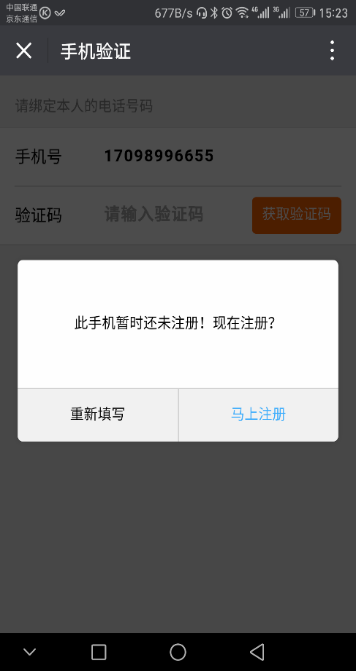 中国联通
京东通信
677B/s 4G 3G 57 15:23
手机验证
请绑定本人的电话号码
手机号 17098996655
验证码 请输入验证码 获取验证码
此手机暂时还未注册！现在注册？
重新填写 马上注册